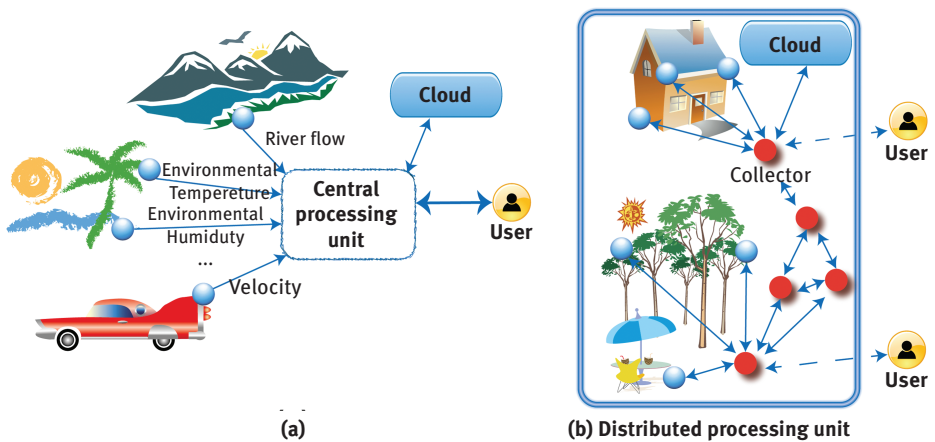 Cloud
River flow
Environmental
Tempereture
Environmental
Humiduty
...
Velocity
Central
processing
unit
User
(a)
Cloud
User
Collector
User
(b) Distributed processing unit